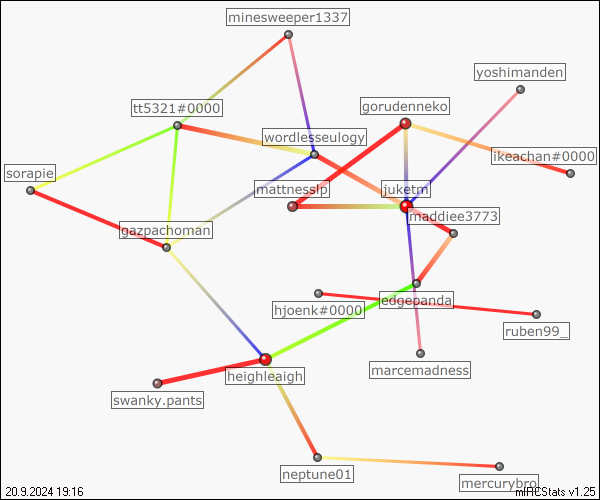 minesweeper1337
yoshimanden
tt5321#0000
gorudenneko
wordlesseulogy
ikeachan#0000
sorapie
mattnesslp
juketn
maddiee3773
gazpachoman
edgepanda
hjoenk#0000
ruben99_
heighleaigh
marcemadness
swanky.pants
neptune01
mercurybro
20.9.2024 19:16
mIRCStats v1.25